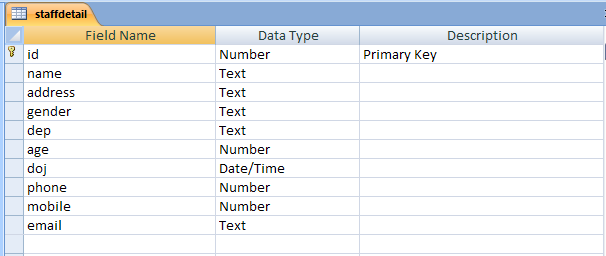 staffdetail
Field Name Data Type Description
id Number Primary Key
name Text
address Text
gender Text
dep Text
age Number
doj Date/Time
phone Number
mobile Number
email Text